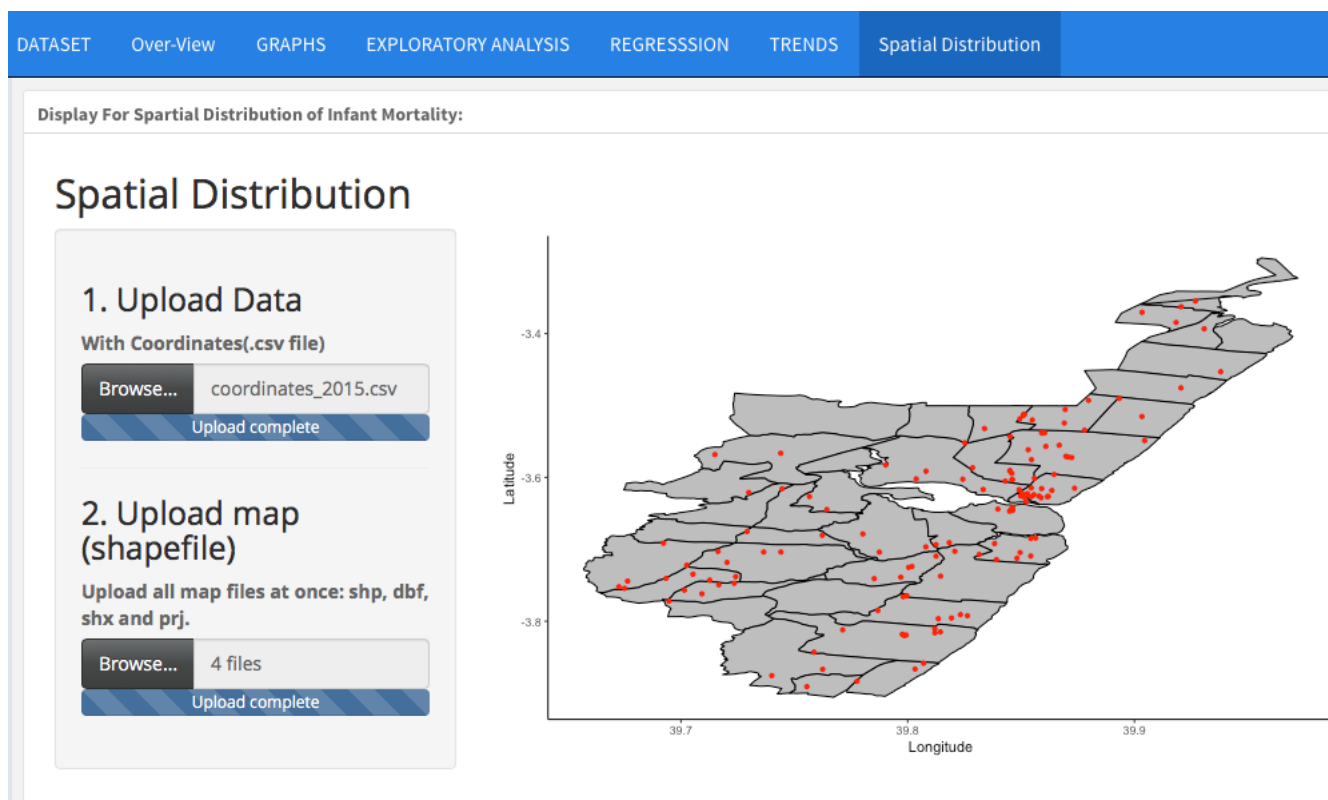 DATASET Over-View GRAPHS EXPLORATORY ANALYSIS REGRESSSION TRENDS Spatial Distribution
Display For Spartial Distribution of Infant Mortality:
Spatial Distribution
1. Upload Data
With Coordinates(.csv file)
Browse... coordinates_2015.csv
Upload complete
2. Upload map
(shapefile)
Upload all map files at once: shp, dbf,
shx and prj.
Browse... 4 files
Upload complete
-3.4
-3.6
-3.8
Latitude
39.7 39.8 39.9
Longitude